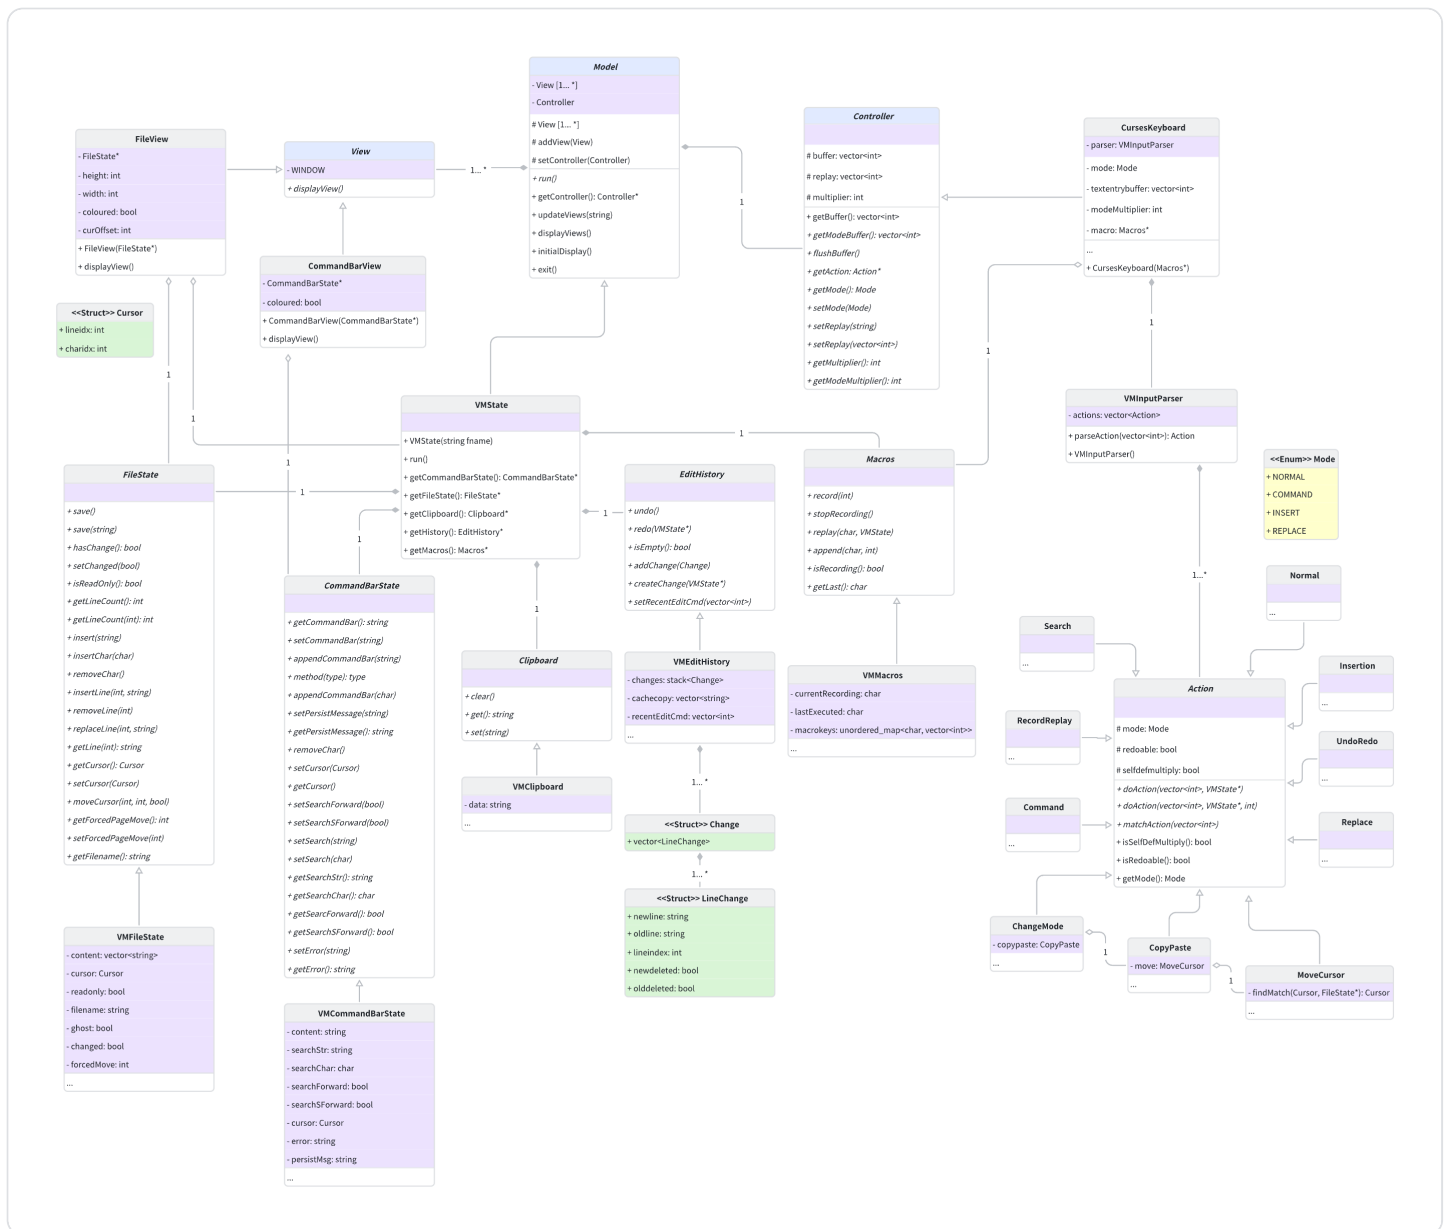 Model
- View [1... *]
- Controller
# View [1... *]
# addView(View)
# setController(Controller)
+ run()
+ getController(): Controller*
+ updateViews(string)
+ displayViews()
+ initialDisplay()
+ exit()
Controller
# buffer: vector<int>
# replay: vector<int>
# multiplier: int
+ getBuffer(): vector<int>
+ getModeBuffer(): vector<int>
+ flushBuffer()
+ getAction: Action*
+ getMode(): Mode
+ setMode(Mode)
+ setReplay(string)
+ setReplay(vector<int>)
+ getMultiplier(): int
+ getModeMultiplier(): int
CursesKeyboard
- parser: VMInputParser
- mode: Mode
- textentrybuffer: vector<int>
- modeMultiplier: int
- macro: Macros*
...
+ CursesKeyboard(Macros*)
FileView
- FileState*
- height: int
- width: int
- coloured: bool
- curOffset: int
+ FileView(FileState*)
+ displayView()
View
- WINDOW
+ displayView()
1... *
1
CommandBarView
- CommandBarState*
- coloured: bool
+ CommandBarView(CommandBarState*)
+ displayView()
<<Struct>> Cursor
+ lineidx: int
+ charidx: int
1
1
1
1
1
VMState
+ VMState(string fname)
+ run()
+ getCommandBarState(): CommandBarState*
+ getFileState(): FileState*
+ getClipboard(): Clipboard*
+ getHistory(): EditHistory*
+ getMacros(): Macros*
1
1
1
1
1
VMInputParser
- actions: vector<Action>
+ parseAction(vector<int>): Action
+ VMInputParser()
<<Enum>> Mode
+ NORMAL
+ COMMAND
+ INSERT
+ REPLACE
FileState
+ save()
+ save(string)
+ hasChange(): bool
+ setChanged(bool)
+ isReadOnly(): bool
+ getLineCount(): int
+ getLineCount(int): int
+ insert(string)
+ insertChar(char)
+ removeChar()
+ insertLine(int, string)
+ removeLine(int)
+ replaceLine(int, string)
+ getLine(int): string
+ getCursor(): Cursor
+ setCursor(Cursor)
+ moveCursor(int, int, bool)
+ getForcedPageMove(): int
+ setForcedPageMove(int)
+ getFilename(): string
EditHistory
+ undo()
+ redo(VMState*)
+ isEmpty(): bool
+ addChange(Change)
+ createChange(VMState*)
+ setRecentEditCmd(vector<int>)
Macros
+ record(int)
+ stopRecording()
+ replay(char, VMState)
+ append(char, int)
+ isRecording(): bool
+ getLast(): char
CommandBarState
+ getCommandBar(): string
+ setCommandBar(string)
+ appendCommandBar(string)
+ method(type): type
+ appendCommandBar(char)
+ setPersistMessage(string)
+ getPersistMessage(): string
+ removeChar()
+ setCursor(Cursor)
+ getCursor()
+ setSearchForward(bool)
+ setSearchSForward(bool)
+ setSearch(string)
+ setSearch(char)
+ getSearchStr(): string
+ getSearchChar(): char
+ getSearcForward(): bool
+ getSearchSForward(): bool
+ setError(string)
+ getError(): string
Clipboard
+ clear()
+ get(): string
+ set(string)
VMClipboard
- data: string
...
VMEditHistory
- changes: stack<Change>
- cachecopy: vector<string>
- recentEditCmd: vector<int>
...
1... *
<<Struct>> Change
+ vector<LineChange>
1... *
<<Struct>> LineChange
+ newline: string
+ oldline: string
+ lineindex: int
+ newdeleted: bool
+ olddeleted: bool
VMMacros
- currentRecording: char
- lastExecuted: char
- macrokeys: unordered_map<char, vector<int>>
...
1...*
Normal
...
Search
...
Insertion
...
RecordReplay
...
Action
# mode: Mode
# redoable: bool
# selfdefmultiply: bool
+ doAction(vector<int>, VMState*)
+ doAction(vector<int>, VMState*, int)
+ matchAction(vector<int>)
+ isSelfDefMultiply(): bool
+ isRedoable(): bool
+ getMode(): Mode
UndoRedo
...
Command
...
Replace
...
ChangeMode
- copypaste: CopyPaste
...
1
CopyPaste
- move: MoveCursor
...
1
MoveCursor
- findMatch(Cursor, FileState*): Cursor
...
VMFileState
- content: vector<string>
- cursor: Cursor
- readonly: bool
- filename: string
- ghost: bool
- changed: bool
- forcedMove: int
...
VMCommandBarState
- content: string
- searchStr: string
- searchChar: char
- searchForward: bool
- searchSForward: bool
- cursor: Cursor
- error: string
- persistMsg: string
...